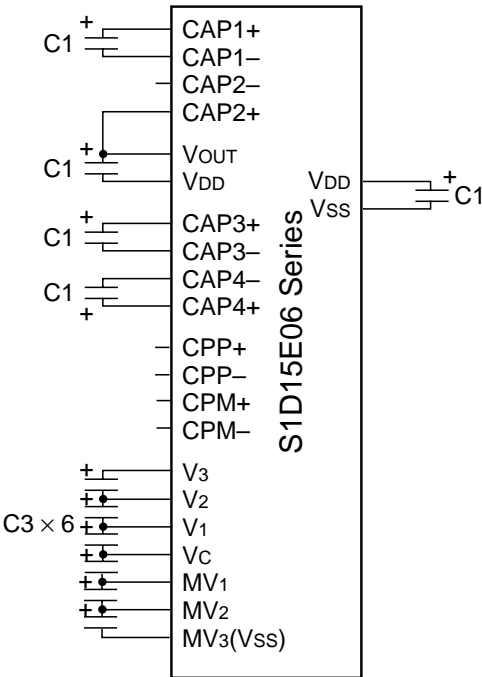 +
C1
CAP1+
CAP1–
CAP2–
CAP2+
+
C1
VOUT
VDD
VDD
VSS
+
C1
+
C1
CAP3+
CAP3–
C1
+
CAP4–
CAP4+
S1D15E06 Series
CPP+
CPP–
CPM+
CPM–
+
+
C3 × 6 +
+
+
+
V3
V2
V1
VC
MV1
MV2
MV3(VSS)